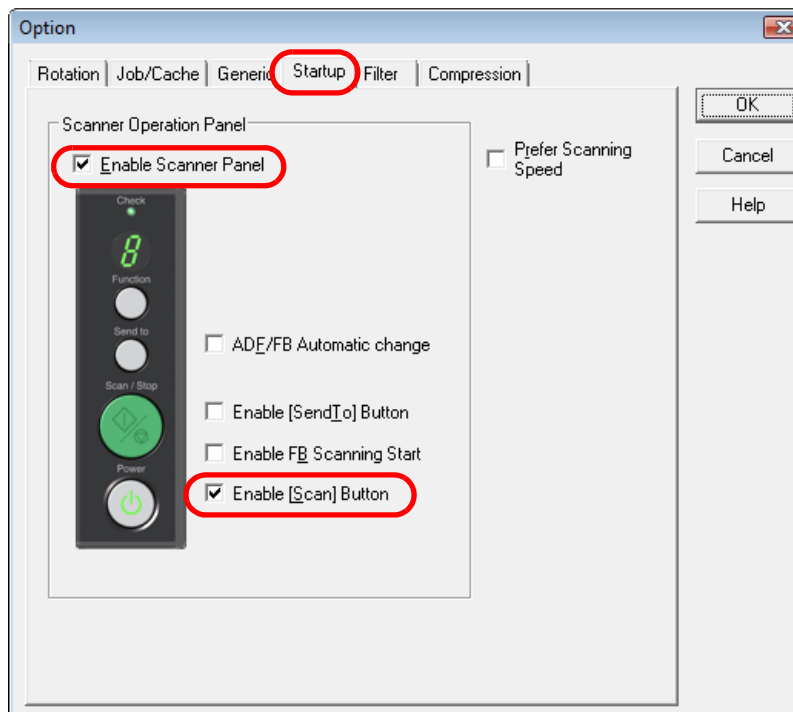 Option
Rotation Job/Cache Generic Startup Filter Compression
OK
Cancel
Help
Scanner Operation Panel
Enable Scanner Panel
Prefer Scanning
Speed
Check
8
Function
Send to
Scan / Stop
Power
ADF/FB Automatic change
Enable [SendTo] Button
Enable FB Scanning Start
Enable [Scan] Button